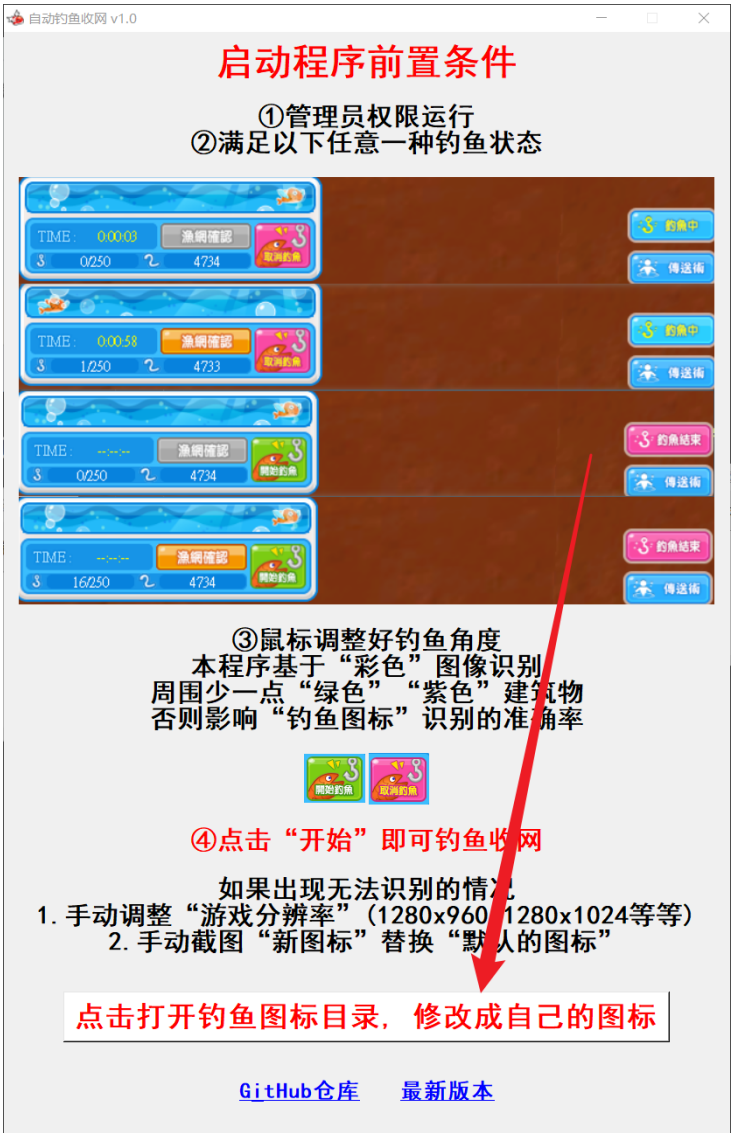 自动钓鱼收网 v1.0
启动程序前置条件
①管理员权限运行
②满足以下任意一种钓鱼状态
TIME: 0:00:03 漁網確認 取消釣魚 釣魚中
0/250 4734 傳送術
TIME: 0:00:58 漁網確認 取消釣魚 釣魚中
1/250 4733 傳送術
TIME: --:--:-- 漁網確認 開始釣魚 釣魚結束
0/250 4734 傳送術
TIME: --:--:-- 漁網確認 開始釣魚 釣魚結束
16/250 4734 傳送術
③鼠标调整好钓鱼角度
本程序基于“彩色”图像识别
周围少一点“绿色”“紫色”建筑物
否则影响“钓鱼图标”识别的准确率
開始釣魚 取消釣魚
④点击“开始”即可钓鱼收网
如果出现无法识别的情况
1.手动调整“游戏分辨率”(1280x960 1280x1024等等)
2.手动截图“新图标”替换“默认的图标”
点击打开钓鱼图标目录, 修改成自己的图标
GitHub仓库 最新版本